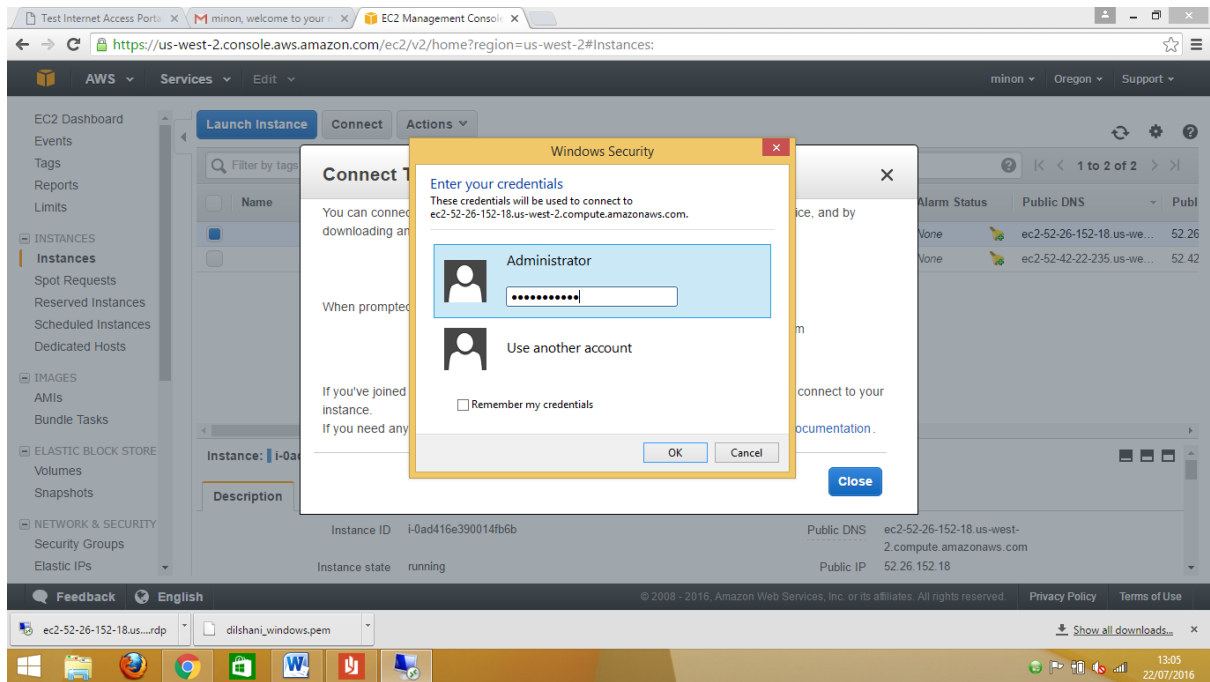 Test Internet Access Porta
minon, welcome to your n
EC2 Management Console
https://us-west-2.console.aws.amazon.com/ec2/v2/home?region=us-west-2#Instances:
AWS Services Edit minon Oregon Support
EC2 Dashboard
Events
Tags
Reports
Limits
INSTANCES
Instances
Spot Requests
Reserved Instances
Scheduled Instances
Dedicated Hosts
IMAGES
AMIs
Bundle Tasks
ELASTIC BLOCK STORE
Volumes
Snapshots
NETWORK & SECURITY
Security Groups
Elastic IPs
Launch Instance Connect Actions
Filter by tags 1 to 2 of 2
Name Alarm Status Public DNS Publ
None ec2-52-26-152-18.us-we... 52.26
None ec2-52-42-22-235.us-we... 52.42
Connect T
You can connec ice, and by
downloading an
When prompted
m
If you've joined connect to your
instance.
If you need any ocumentation.
Close
Windows Security
Enter your credentials
These credentials will be used to connect to
ec2-52-26-152-18.us-west-2.compute.amazonaws.com.
Administrator
Use another account
Remember my credentials
OK Cancel
Instance: i-0a
Description
Instance ID i-0ad416e390014fb6b Public DNS ec2-52-26-152-18.us-west-
2.compute.amazonaws.com
Instance state running Public IP 52.26.152.18
Feedback English © 2008 - 2016, Amazon Web Services, Inc. or its affiliates. All rights reserved. Privacy Policy Terms of Use
ec2-52-26-152-18.us....rdp dilshani_windows.pem Show all downloads...
13:05
22/07/2016